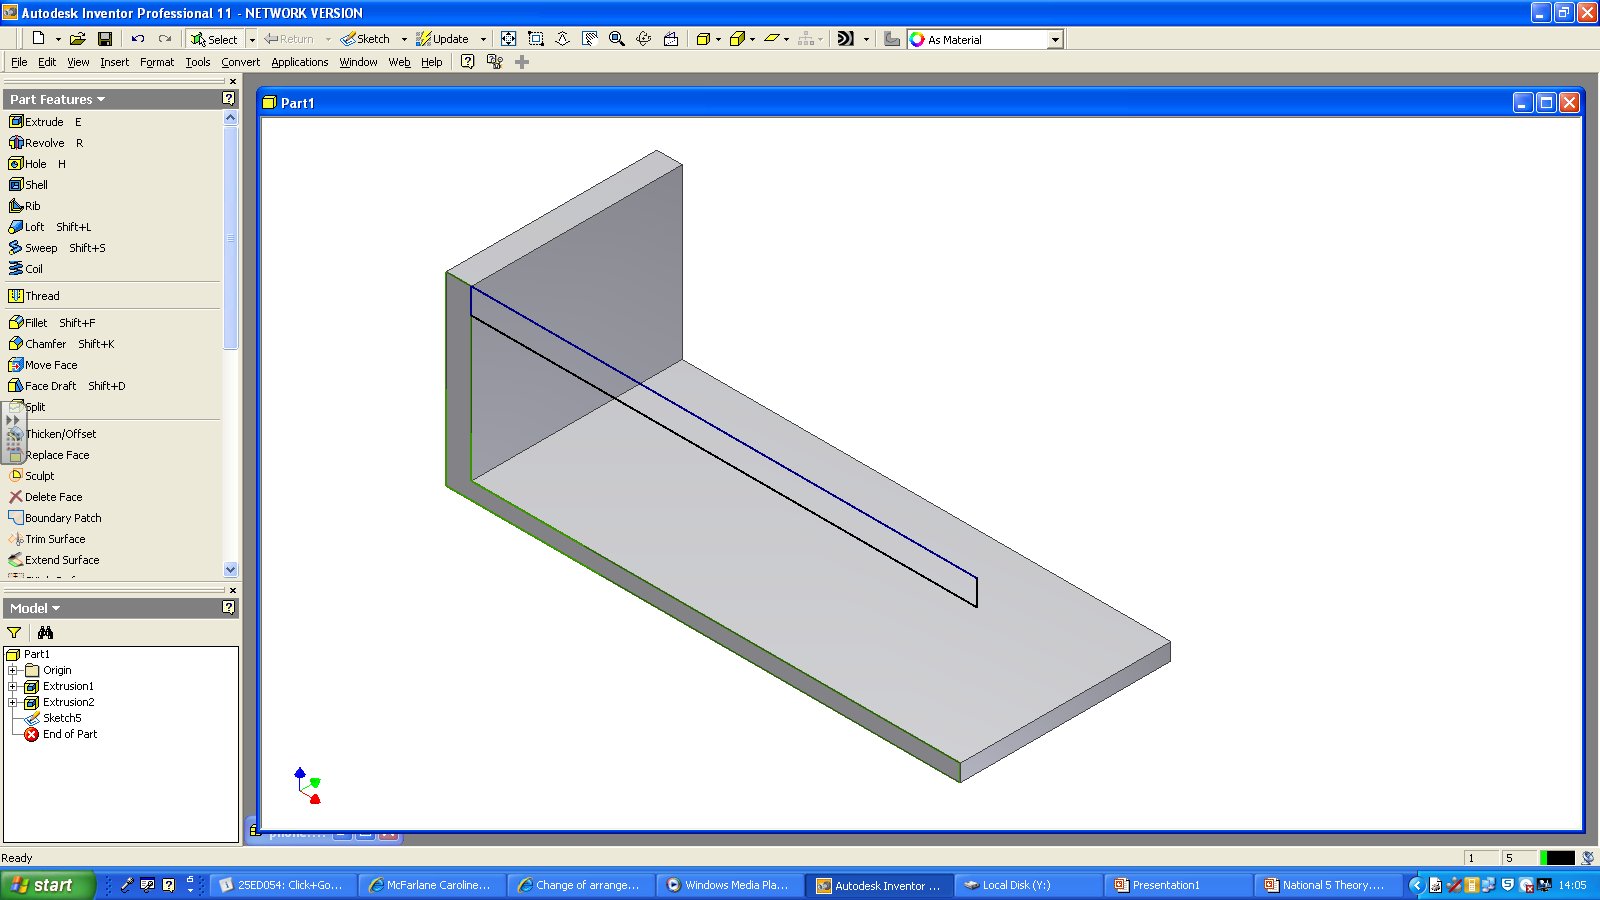 Autodesk Inventor Professional 11 - NETWORK VERSION
Select Return Sketch Update As Material
File Edit View Insert Format Tools Convert Applications Window Web Help
Part Features
Part1
Extrude E
Revolve R
Hole H
Shell
Rib
Loft Shift+L
Sweep Shift+S
Coil
Thread
Fillet Shift+F
Chamfer Shift+K
Move Face
Face Draft Shift+D
Split
Thicken/Offset
Replace Face
Sculpt
Delete Face
Boundary Patch
Trim Surface
Extend Surface
Model
Part1
Origin
Extrusion1
Extrusion2
Sketch5
End of Part
Ready
1 5
start
25ED054: Click+Go...
McFarlane Caroline...
Change of arrange...
Windows Media Pla...
Autodesk Inventor ...
Local Disk (Y:)
Presentation1
National 5 Theory....
14:05